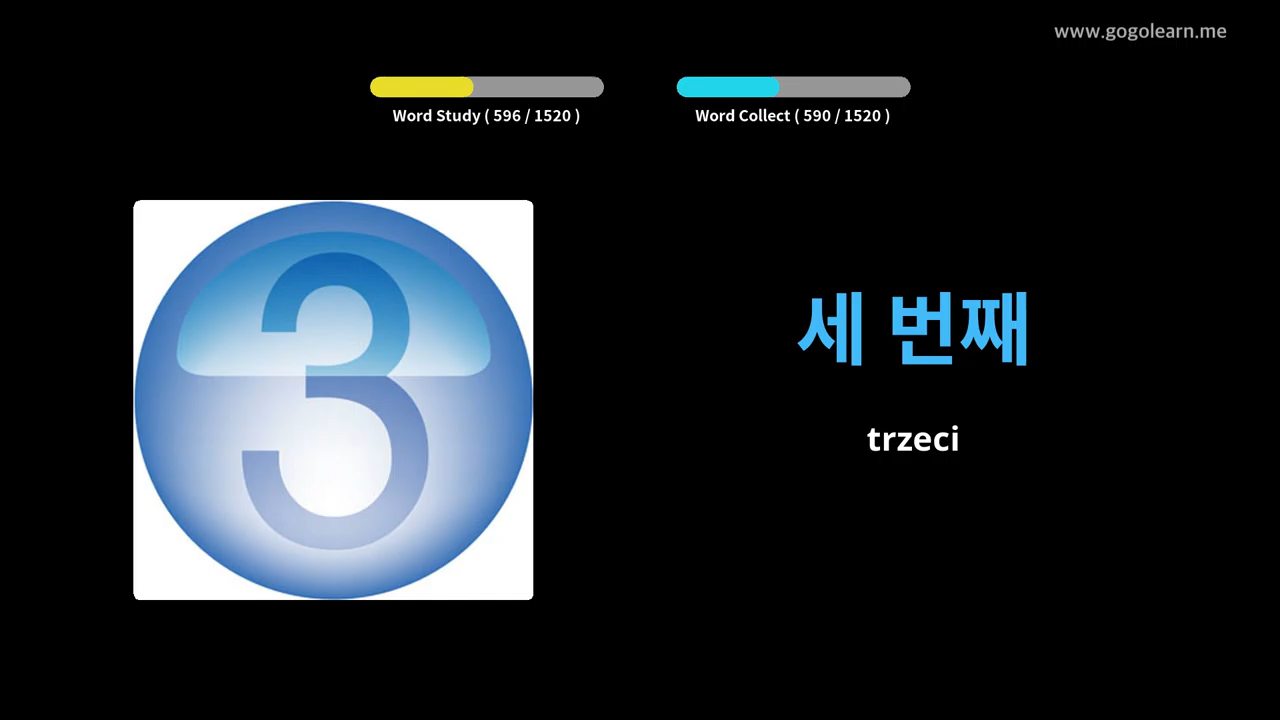 www.gogolearn.me
Word Study ( 596 / 1520 )
Word Collect ( 590 / 1520 )
3
세 번째
trzeci